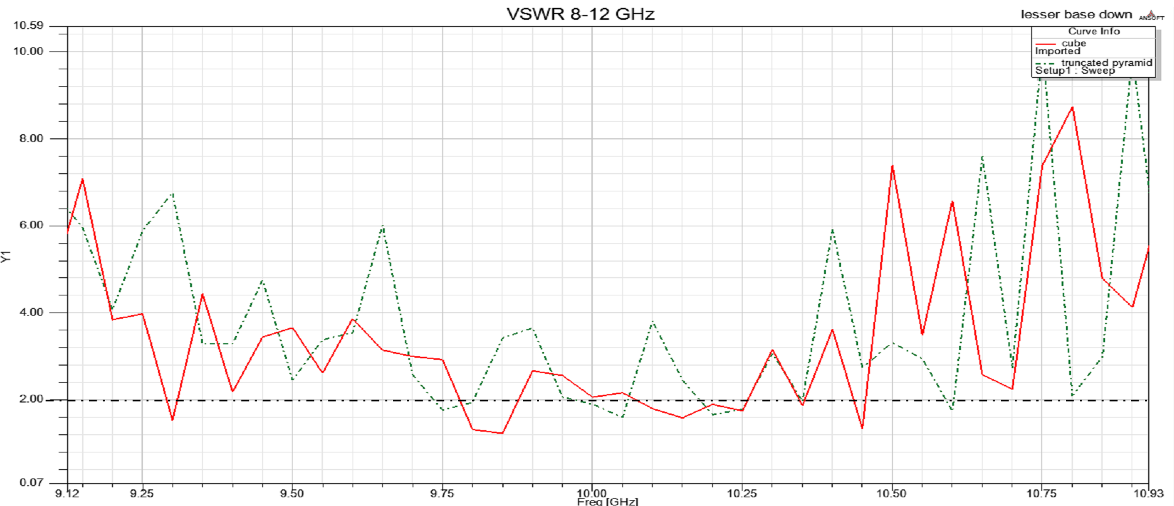 VSWR 8-12 GHz
lesser base down
ANSOFT
Curve Info
cube
Imported
truncated pyramid
Setup1 : Sweep
10.59
10.00
8.00
6.00
4.00
2.00
0.07
Y1
9.12 9.25 9.50 9.75 10.00 10.25 10.50 10.75 10.93
Freq [GHz]